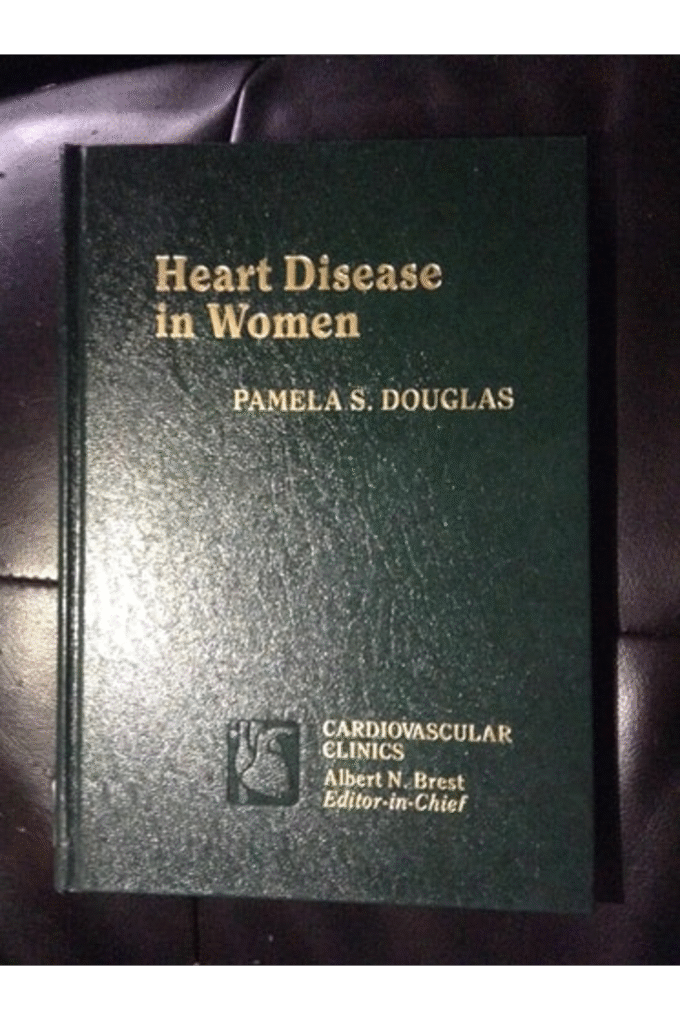 Heart Disease
in Women
PAMELA S. DOUGLAS
CARDIOVASCULAR
CLINICS
Albert N. Brest
Editor-in-Chief